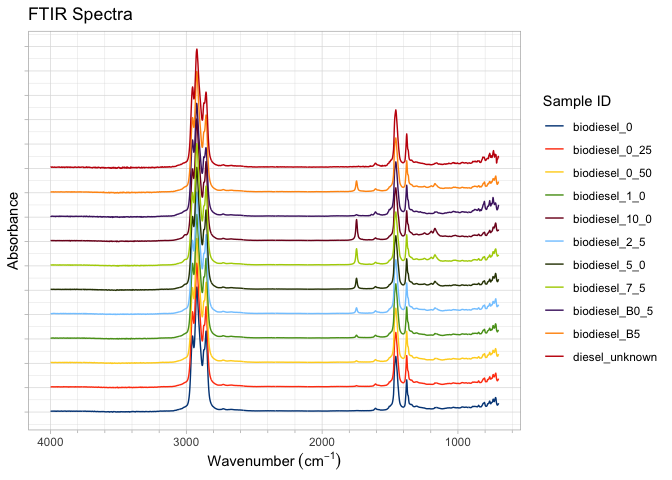 FTIR Spectra
Absorbance
4000 3000 2000 1000
Wavenumber (cm⁻¹)
Sample ID
biodiesel_0
biodiesel_0_25
biodiesel_0_50
biodiesel_1_0
biodiesel_10_0
biodiesel_2_5
biodiesel_5_0
biodiesel_7_5
biodiesel_B0_5
biodiesel_B5
diesel_unknown